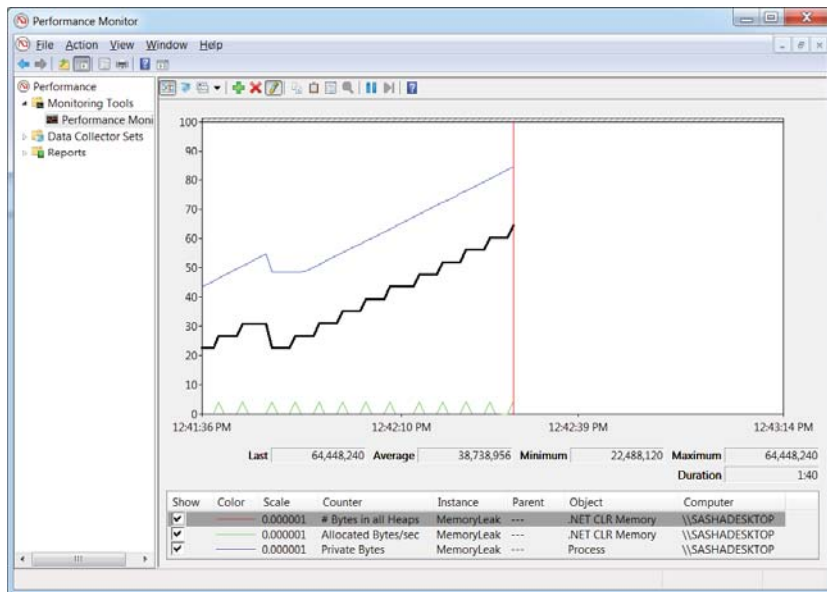 Performance Monitor
File Action View Window Help
Performance
Monitoring Tools
Performance Moni
Data Collector Sets
Reports
100
90
80
70
60
50
40
30
20
10
0
12:41:36 PM 12:42:10 PM 12:42:39 PM 12:43:14 PM
Last 64,448,240 Average 38,738,956 Minimum 22,488,120 Maximum 64,448,240
Duration 1:40
Show Color Scale Counter Instance Parent Object Computer
0.000001 # Bytes in all Heaps MemoryLeak --- .NET CLR Memory \\SASHADESKTOP
0.000001 Allocated Bytes/sec MemoryLeak --- .NET CLR Memory \\SASHADESKTOP
0.000001 Private Bytes MemoryLeak --- Process \\SASHADESKTOP